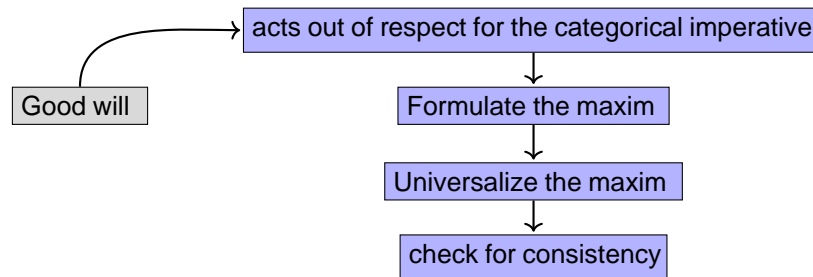 acts out of respect for the categorical imperative
Good will
Formulate the maxim
Universalize the maxim
check for consistency